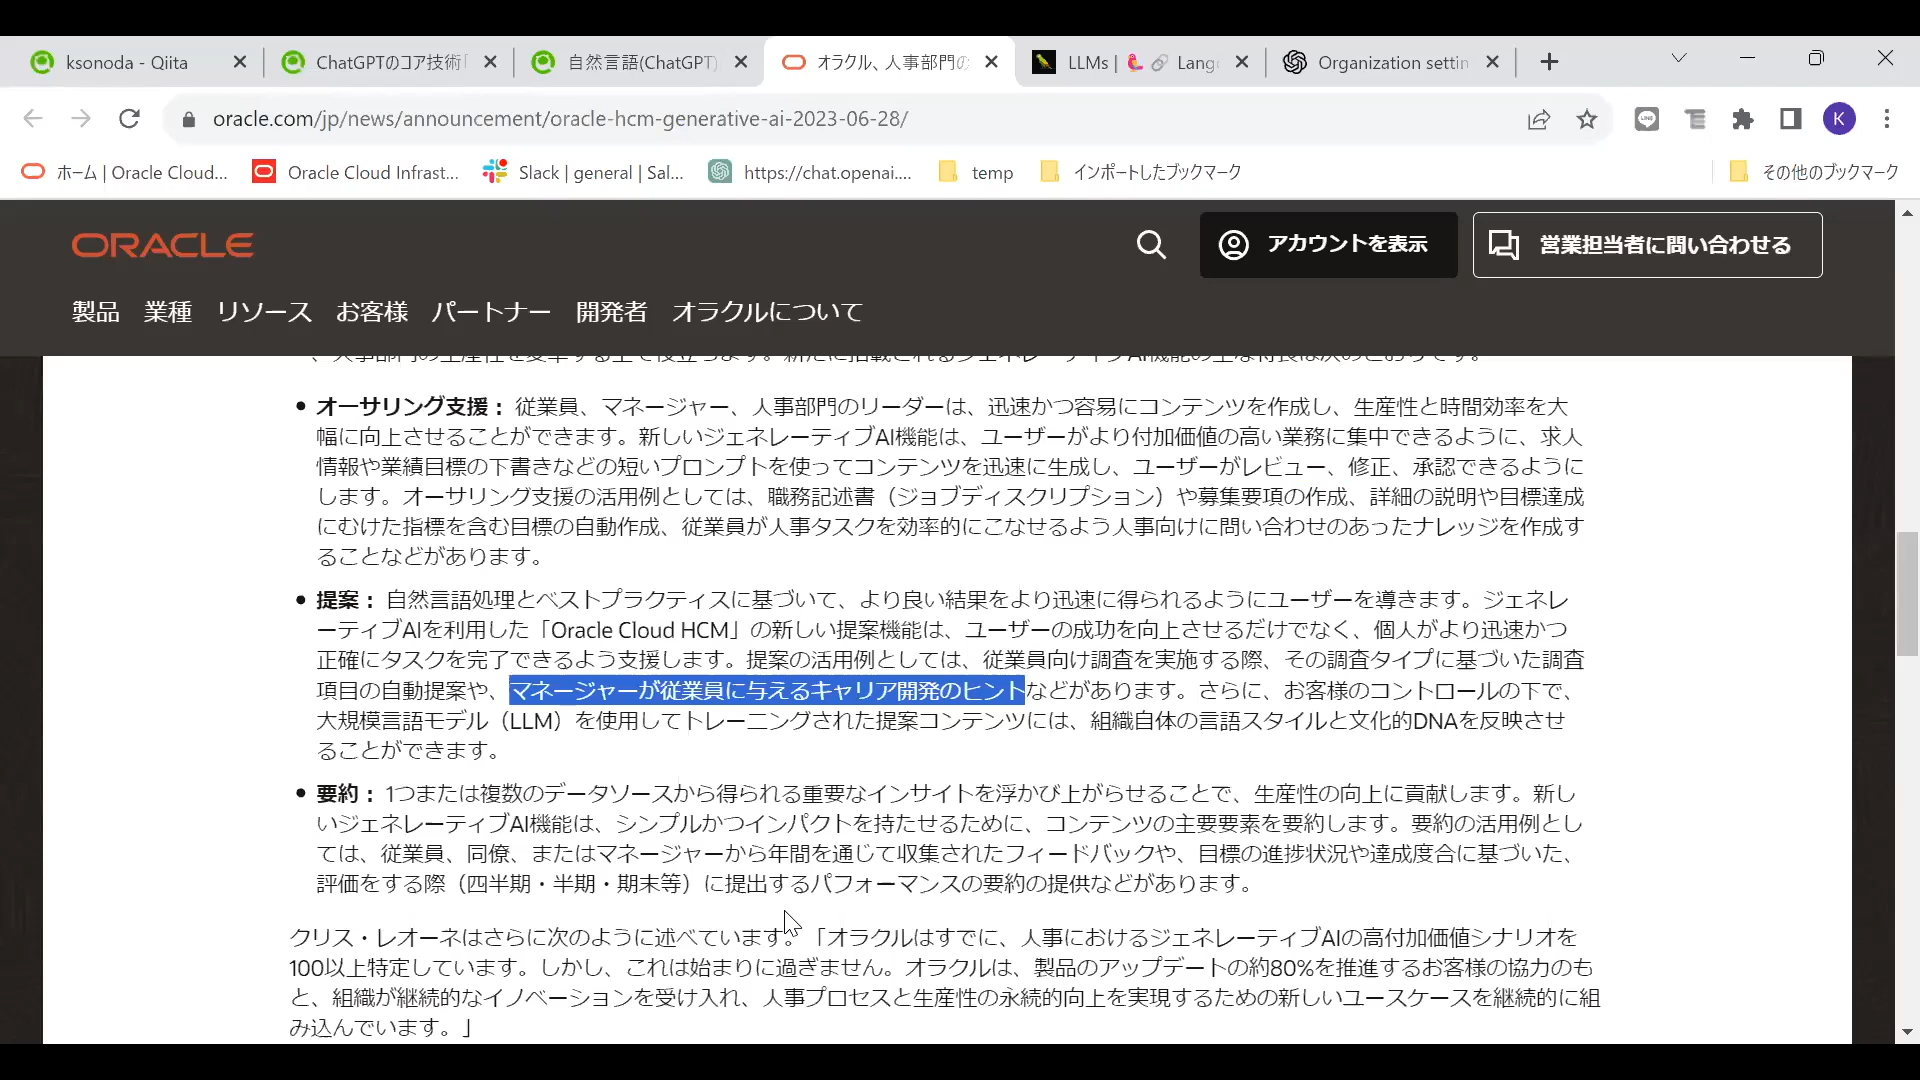 ksonoda - Qiita
ChatGPTのコア技術「
自然言語(ChatGPT)
オラクル、人事部門の
LLMs | 🦜🔗 Lang
Organization settin
oracle.com/jp/news/announcement/oracle-hcm-generative-ai-2023-06-28/
K
ホーム | Oracle Cloud...
Oracle Cloud Infrast...
Slack | general | Sal...
https://chat.openai....
temp
インポートしたブックマーク
その他のブックマーク
ORACLE
アカウントを表示
営業担当者に問い合わせる
製品 業種 リソース お客様 パートナー 開発者 オラクルについて
、人事部門の生産性を変革する上で役立ちます。新たに搭載されるジェネレーティブAI機能の主な特長は次のとおりです。
• オーサリング支援： 従業員、マネージャー、人事部門のリーダーは、迅速かつ容易にコンテンツを作成し、生産性と時間効率を大
幅に向上させることができます。新しいジェネレーティブAI機能は、ユーザーがより付加価値の高い業務に集中できるように、求人
情報や業績目標の下書きなどの短いプロンプトを使ってコンテンツを迅速に生成し、ユーザーがレビュー、修正、承認できるように
します。オーサリング支援の活用例としては、職務記述書（ジョブディスクリプション）や募集要項の作成、詳細の説明や目標達成
にむけた指標を含む目標の自動作成、従業員が人事タスクを効率的にこなせるよう人事向けに問い合わせのあったナレッジを作成す
ることなどがあります。
• 提案： 自然言語処理とベストプラクティスに基づいて、より良い結果をより迅速に得られるようにユーザーを導きます。ジェネレ
ーティブAIを利用した「Oracle Cloud HCM」の新しい提案機能は、ユーザーの成功を向上させるだけでなく、個人がより迅速かつ
正確にタスクを完了できるよう支援します。提案の活用例としては、従業員向け調査を実施する際、その調査タイプに基づいた調査
項目の自動提案や、マネージャーが従業員に与えるキャリア開発のヒントなどがあります。さらに、お客様のコントロールの下で、
大規模言語モデル（LLM）を使用してトレーニングされた提案コンテンツには、組織自体の言語スタイルと文化的DNAを反映させ
ることができます。
• 要約： 1つまたは複数のデータソースから得られる重要なインサイトを浮かび上がらせることで、生産性の向上に貢献します。新し
いジェネレーティブAI機能は、シンプルかつインパクトを持たせるために、コンテンツの主要要素を要約します。要約の活用例とし
ては、従業員、同僚、またはマネージャーから年間を通じて収集されたフィードバックや、目標の進捗状況や達成度合に基づいた、
評価をする際（四半期・半期・期末等）に提出するパフォーマンスの要約の提供などがあります。
クリス・レオーネはさらに次のように述べています。「オラクルはすでに、人事におけるジェネレーティブAIの高付加価値シナリオを
100以上特定しています。しかし、これは始まりに過ぎません。オラクルは、製品のアップデートの約80%を推進するお客様の協力のも
と、組織が継続的なイノベーションを受け入れ、人事プロセスと生産性の永続的向上を実現するための新しいユースケースを継続的に組
み込んでいます。」